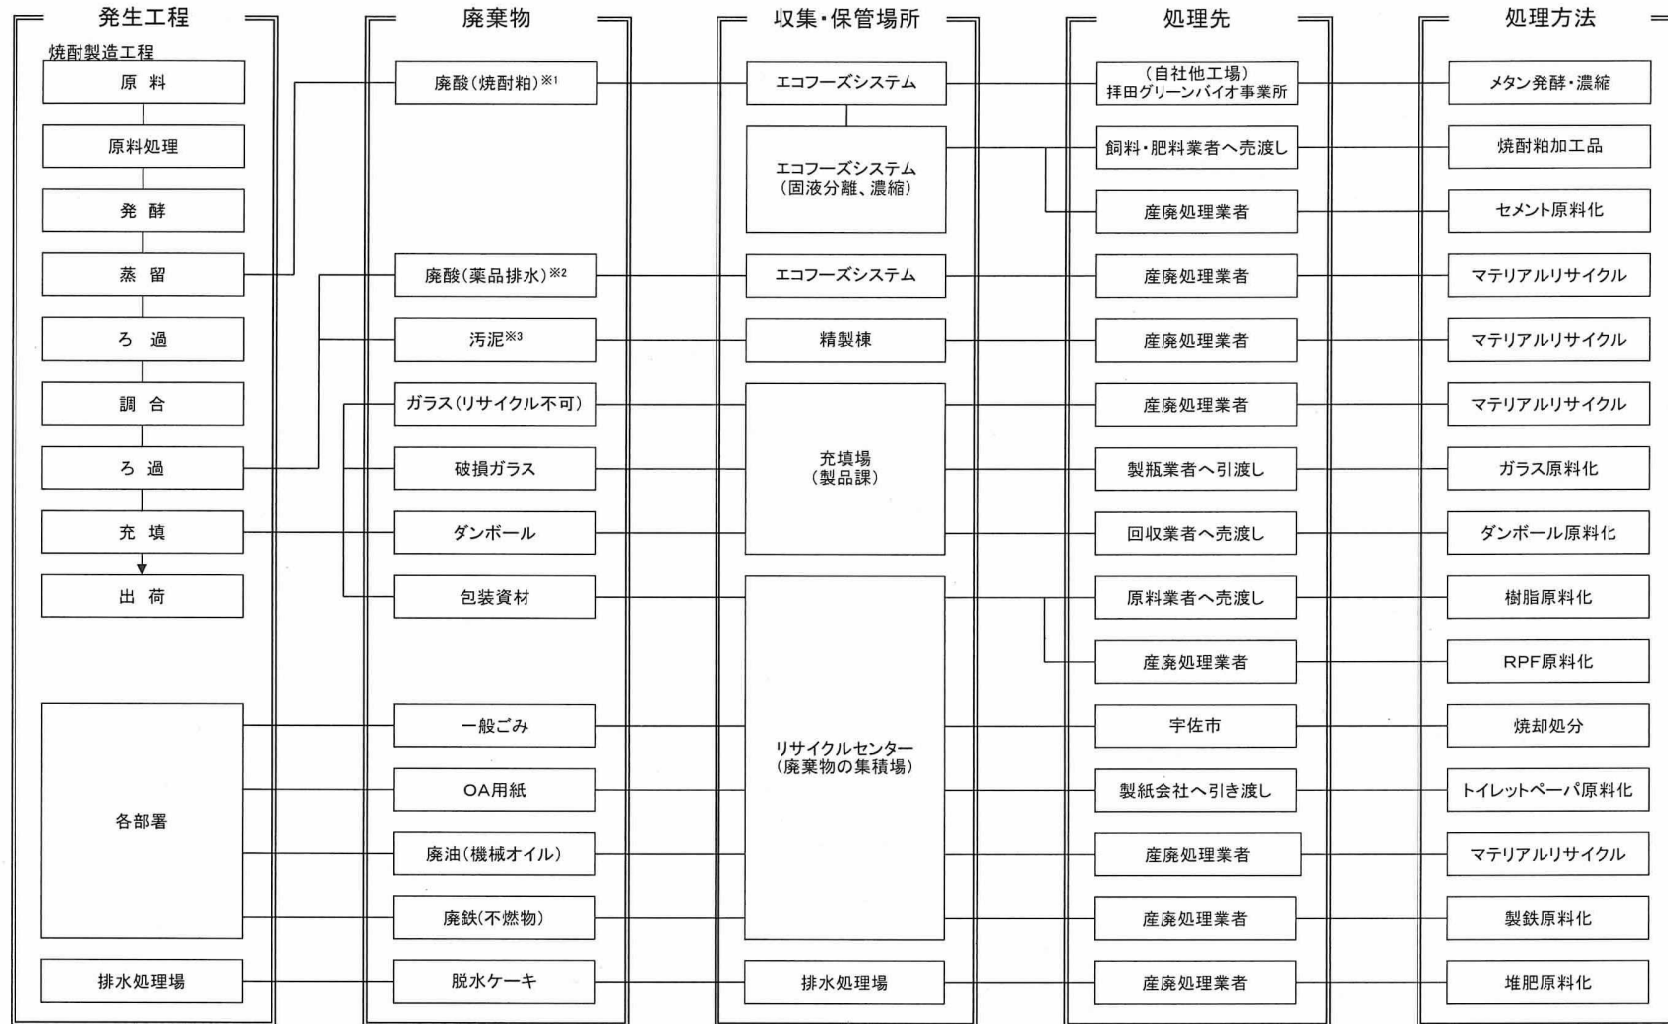 発生工程
廃棄物
収集・保管場所
処理先
処理方法
焼酎製造工程
原 料
廃酸(焼酎粕)※1
エコフーズシステム
(自社他工場)
拝田グリーンバイオ事業所
メタン発酵・濃縮
原料処理
エコフーズシステム
(固液分離、濃縮)
飼料・肥料業者へ売渡し
焼酎粕加工品
発 酵
産廃処理業者
セメント原料化
蒸 留
廃酸(薬品排水)※2
エコフーズシステム
産廃処理業者
マテリアルリサイクル
ろ 過
汚泥※3
精製棟
産廃処理業者
マテリアルリサイクル
調 合
ガラス(リサイクル不可)
充填場
(製品課)
産廃処理業者
マテリアルリサイクル
ろ 過
破損ガラス
製瓶業者へ引渡し
ガラス原料化
充 填
ダンボール
回収業者へ売渡し
ダンボール原料化
出 荷
包装資材
原料業者へ売渡し
樹脂原料化
産廃処理業者
RPF原料化
各部署
一般ごみ
リサイクルセンター
(廃棄物の集積場)
宇佐市
焼却処分
OA用紙
製紙会社へ引き渡し
トイレットペーパ原料化
廃油(機械オイル)
産廃処理業者
マテリアルリサイクル
廃鉄(不燃物)
産廃処理業者
製鉄原料化
排水処理場
脱水ケーキ
排水処理場
産廃処理業者
堆肥原料化